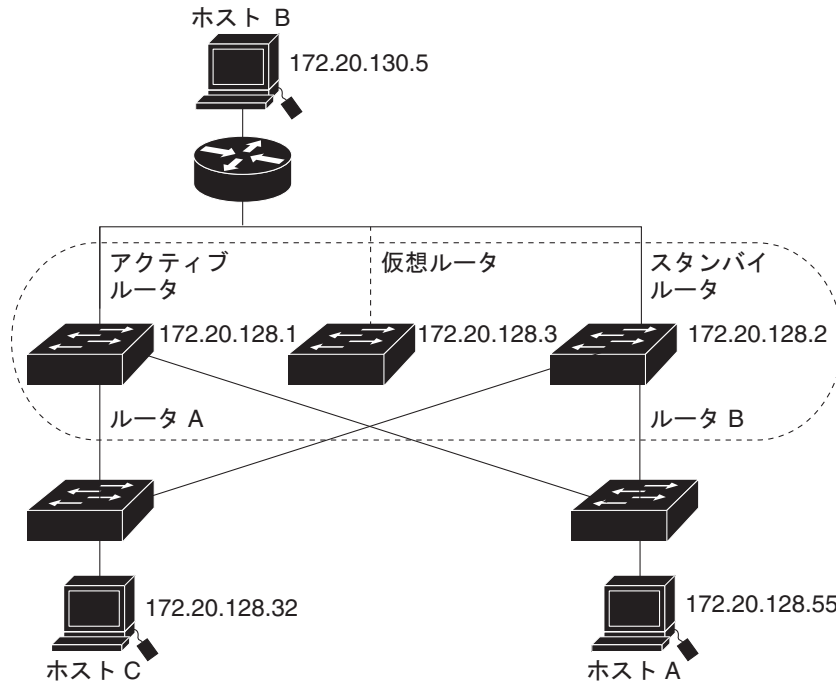 ホスト B
172.20.130.5
アクティブ
ルータ
仮想ルータ
スタンバイ
ルータ
172.20.128.1
172.20.128.3
172.20.128.2
ルータ A
ルータ B
172.20.128.32
172.20.128.55
ホスト C
ホスト A